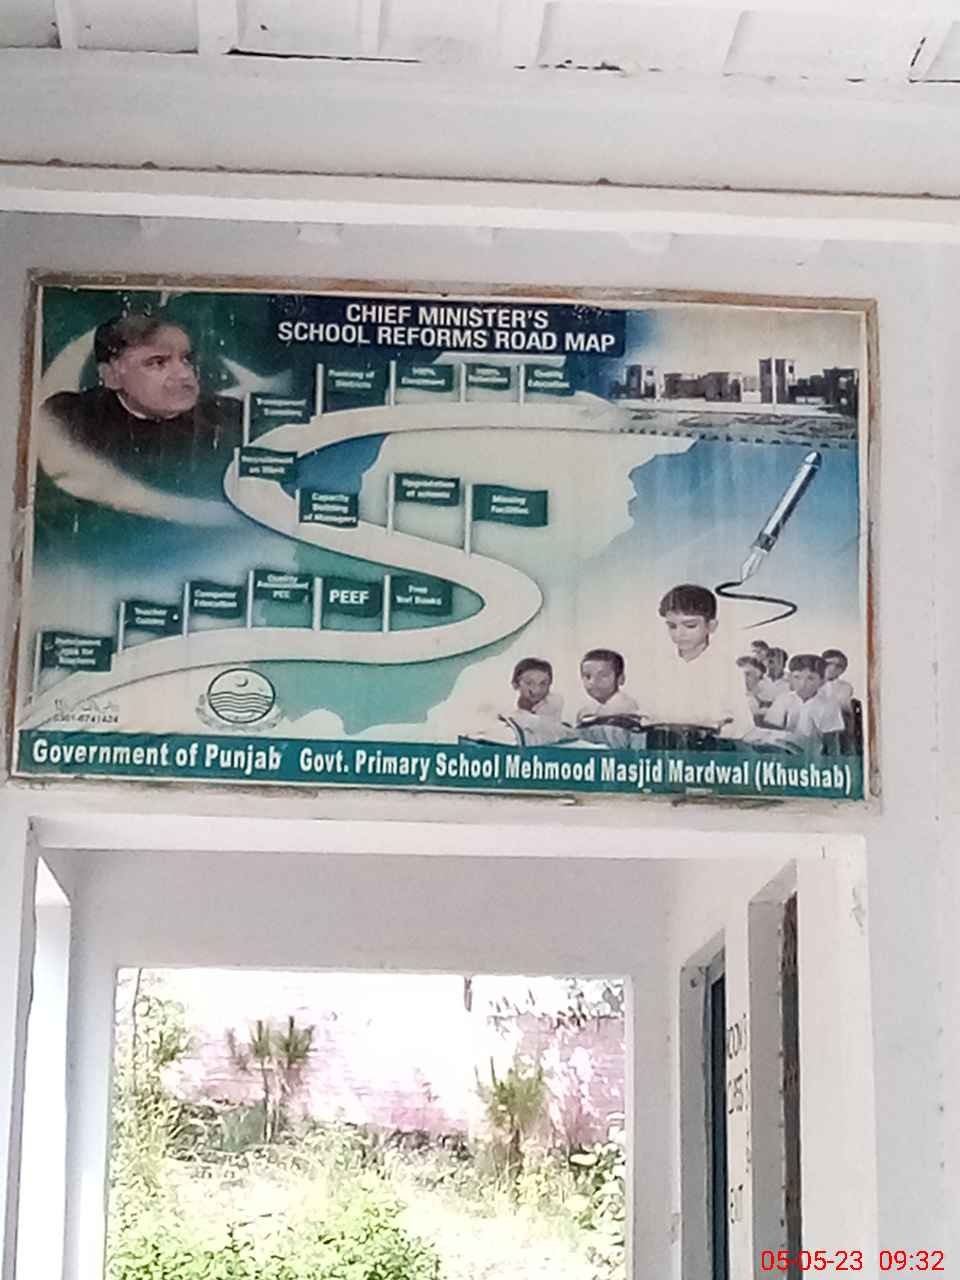 CHIEF MINISTER'S
SCHOOL REFORMS ROAD MAP
Ranking of
Districts
100%
Enrollment
100%
Retention
Quality
Education
Transparent
Transfers
Recruitment
on Merit
Capacity
Building
of Managers
Upgradation
of schools
Missing
Facilities
Teacher
Guides
Computer
Education
Quality
Assessment
PEC
PEEF
Free
Text Books
Government of Punjab Govt. Primary School Mehmood Masjid Mardwal (Khushab)
05-05-23 09:32